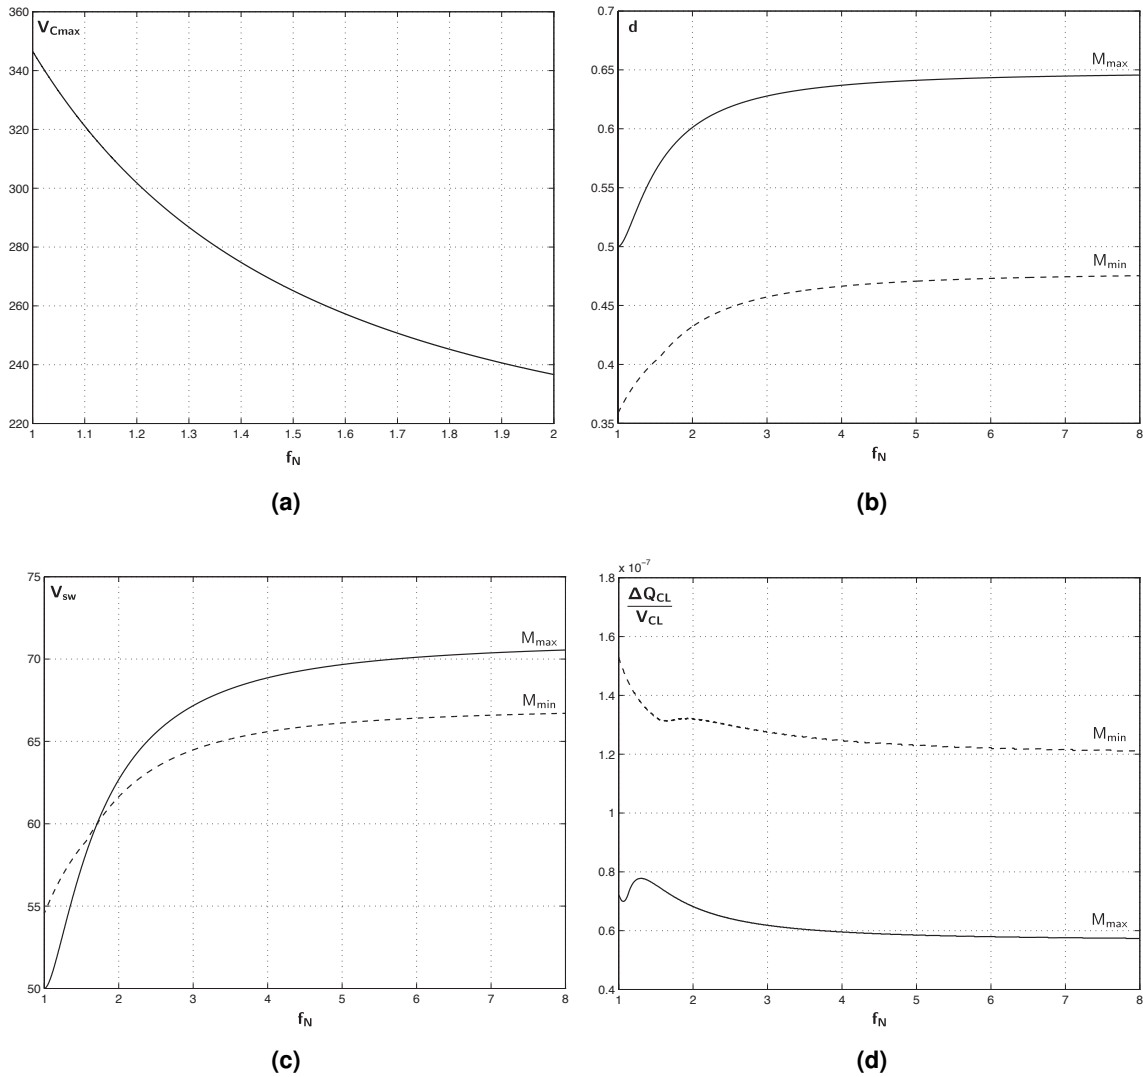 360
340
320
300
280
260
240
220
V_Cmax
1 1.1 1.2 1.3 1.4 1.5 1.6 1.7 1.8 1.9 2
f_N
(a)
0.7
0.65
0.6
0.55
0.5
0.45
0.4
0.35
d
M_max
M_min
1 2 3 4 5 6 7 8
f_N
(b)
75
70
65
60
55
50
V_sw
M_max
M_min
1 2 3 4 5 6 7 8
f_N
(c)
x 10^-7
1.8
1.6
1.4
1.2
1
0.8
0.6
0.4
ΔQ_CL
V_CL
M_min
M_max
1 2 3 4 5 6 7 8
f_N
(d)